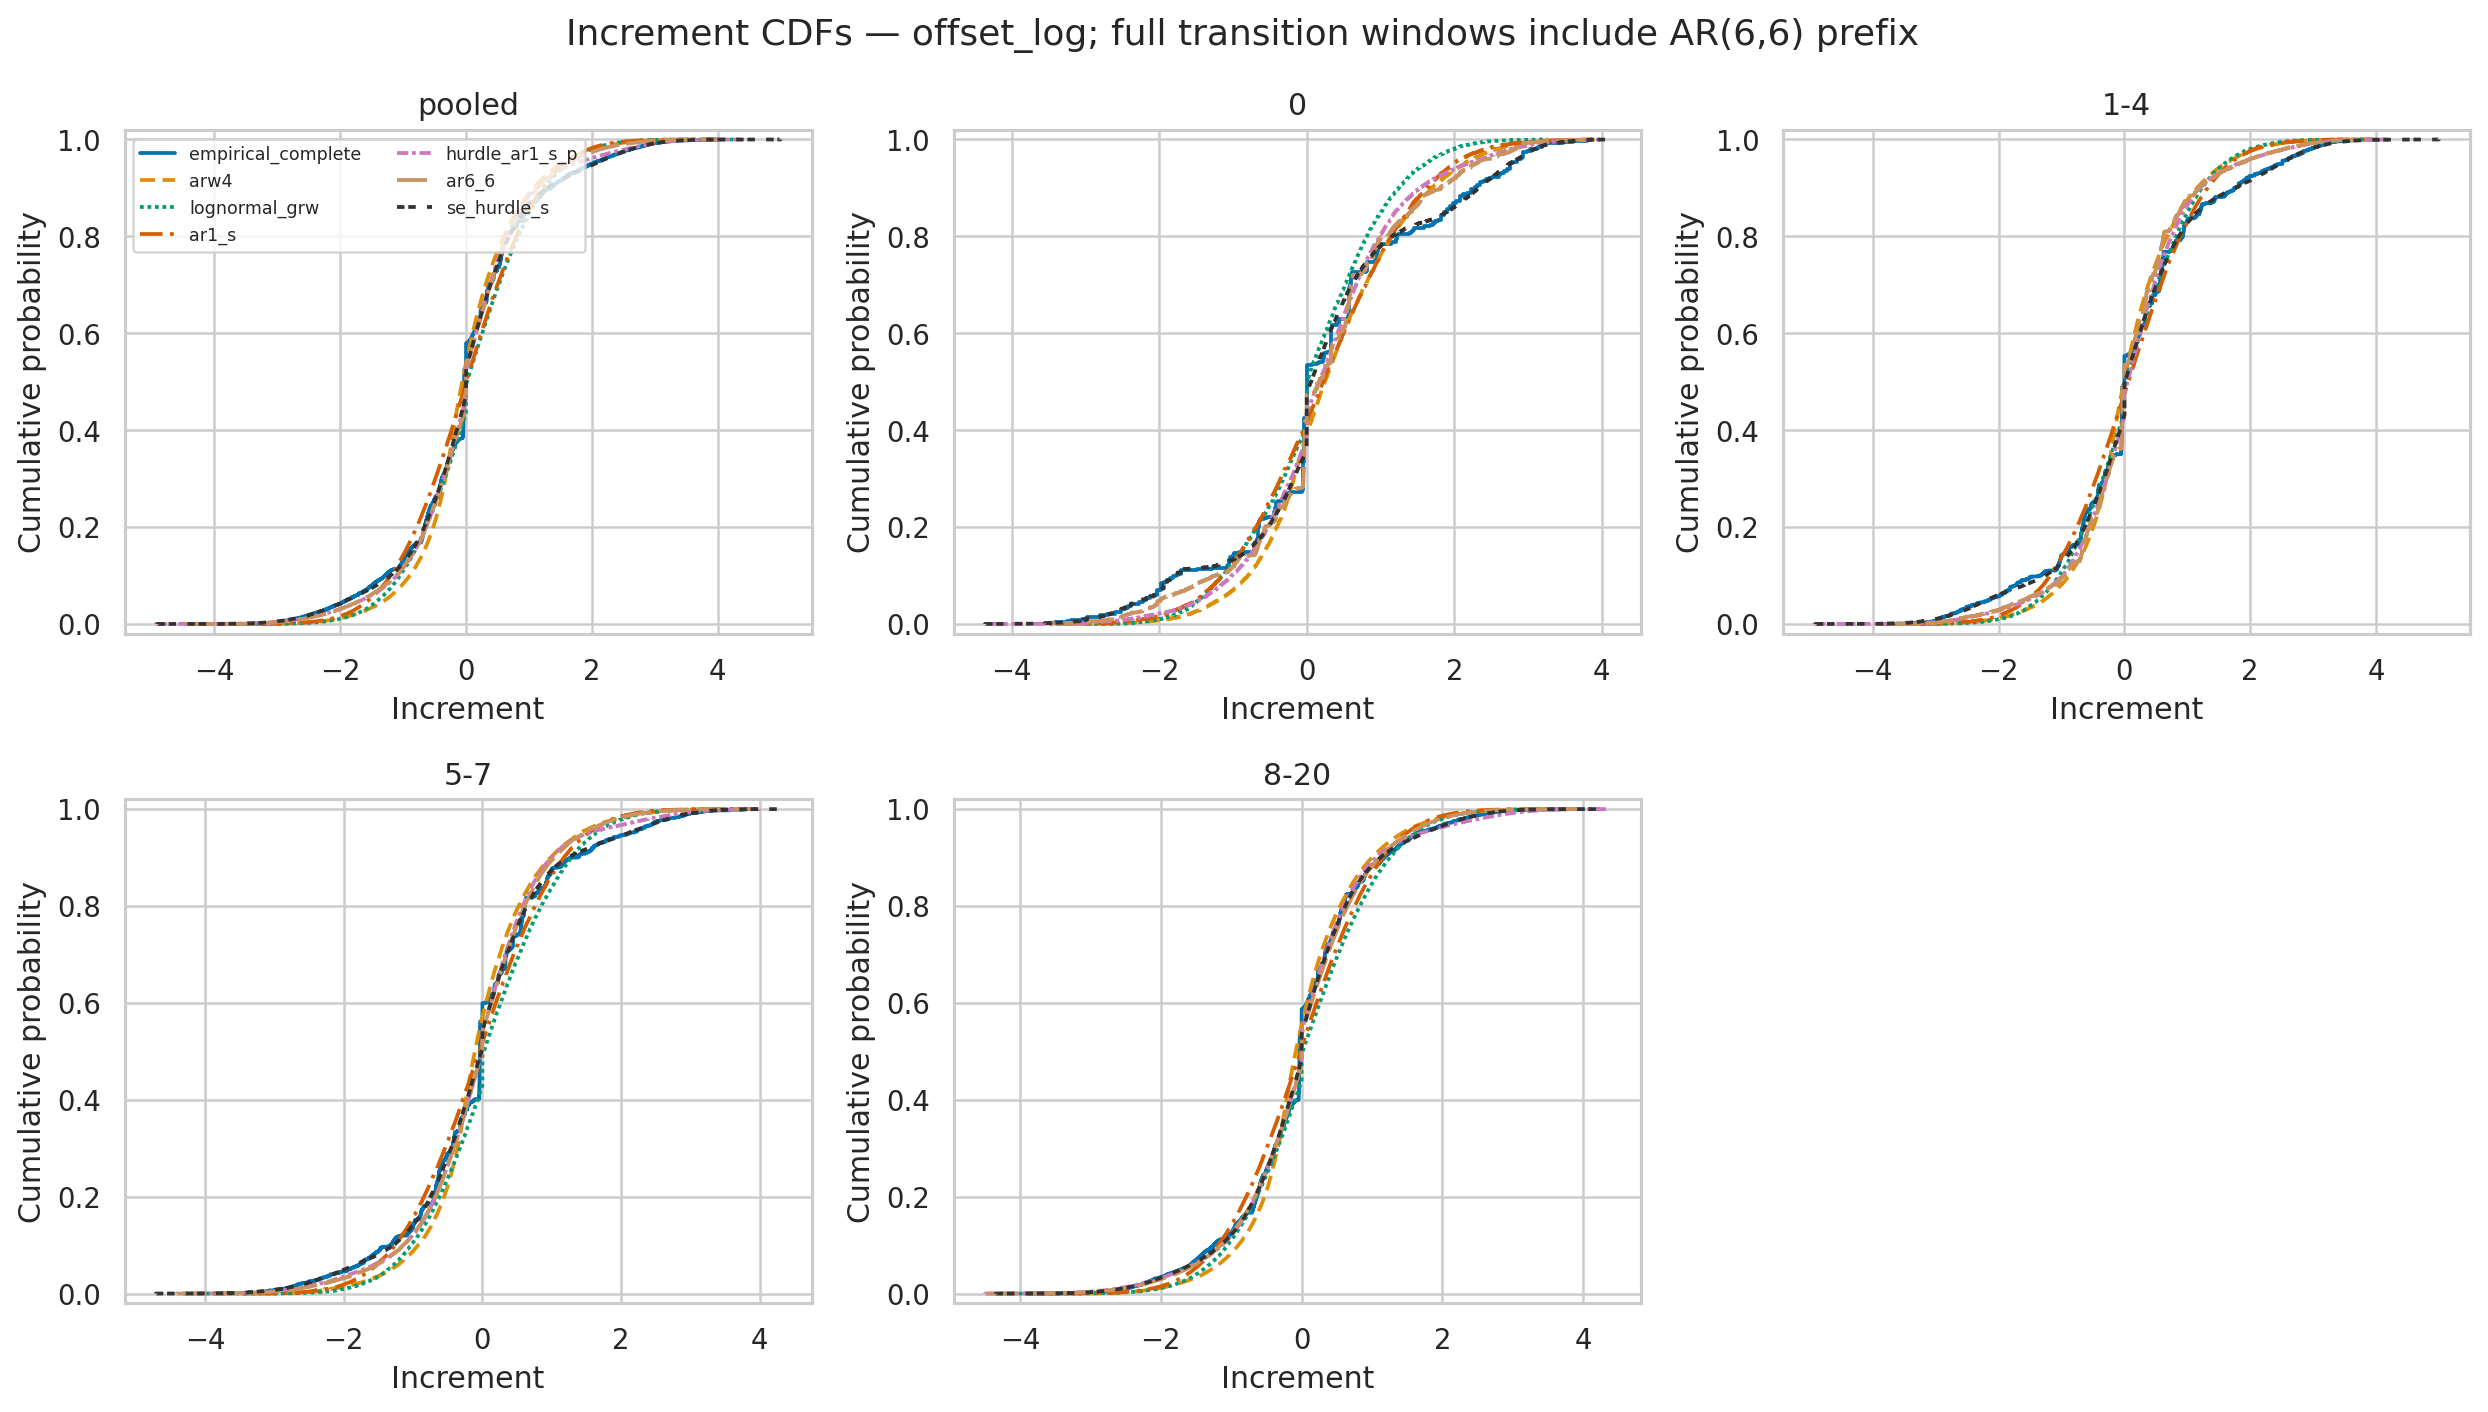 Increment CDFs — offset_log; full transition windows include AR(6,6) prefix
pooled
1.0
0.8
0.6
0.4
0.2
0.0
Cumulative probability
empirical_complete
arw4
lognormal_grw
ar1_s
hurdle_ar1_s_p
ar6_6
se_hurdle_s
−4 −2 0 2 4
Increment
0
1.0
0.8
0.6
0.4
0.2
0.0
Cumulative probability
−4 −2 0 2 4
Increment
1-4
1.0
0.8
0.6
0.4
0.2
0.0
Cumulative probability
−4 −2 0 2 4
Increment
5-7
1.0
0.8
0.6
0.4
0.2
0.0
Cumulative probability
−4 −2 0 2 4
Increment
8-20
1.0
0.8
0.6
0.4
0.2
0.0
Cumulative probability
−4 −2 0 2 4
Increment